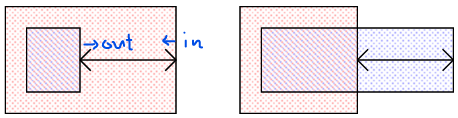 →out ← in